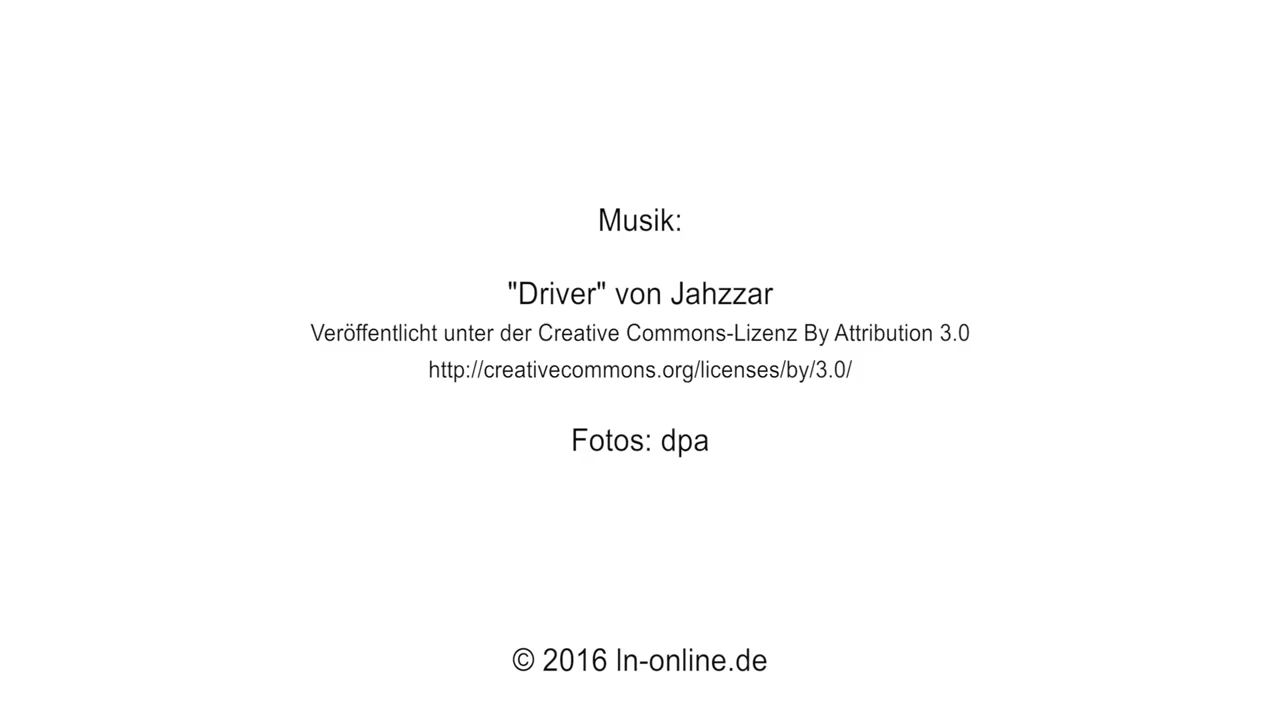 Musik:
"Driver" von Jahzzar
Veröffentlicht unter der Creative Commons-Lizenz By Attribution 3.0
http://creativecommons.org/licenses/by/3.0/
Fotos: dpa
© 2016 ln-online.de